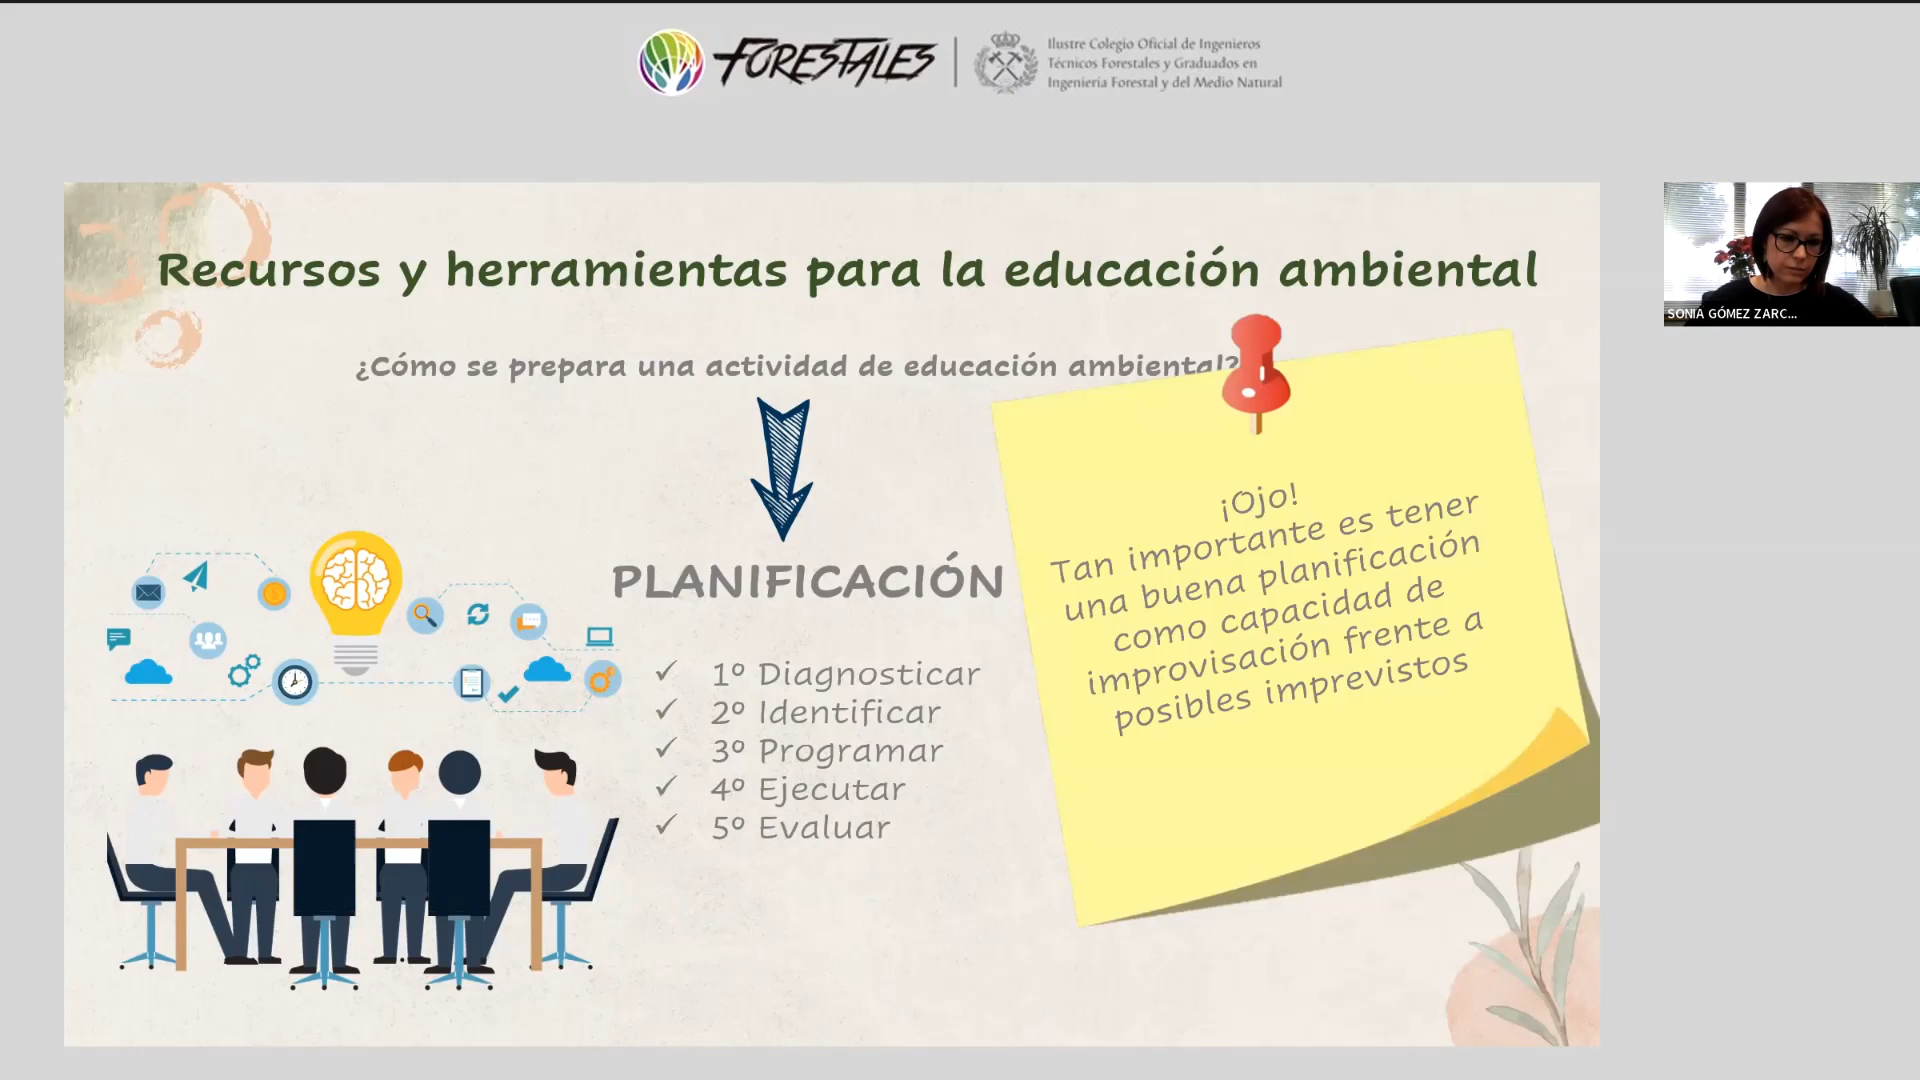 FORESTALES
Ilustre Colegio Oficial de Ingenieros
Técnicos Forestales y Graduados en
Ingeniería Forestal y del Medio Natural
Recursos y herramientas para la educación ambiental
¿Cómo se prepara una actividad de educación ambiental?
PLANIFICACIÓN
✓ 1º Diagnosticar
✓ 2º Identificar
✓ 3º Programar
✓ 4º Ejecutar
✓ 5º Evaluar
¡Ojo!
Tan importante es tener
una buena planificación
como capacidad de
improvisación frente a
posibles imprevistos
SONIA GÓMEZ ZARC...